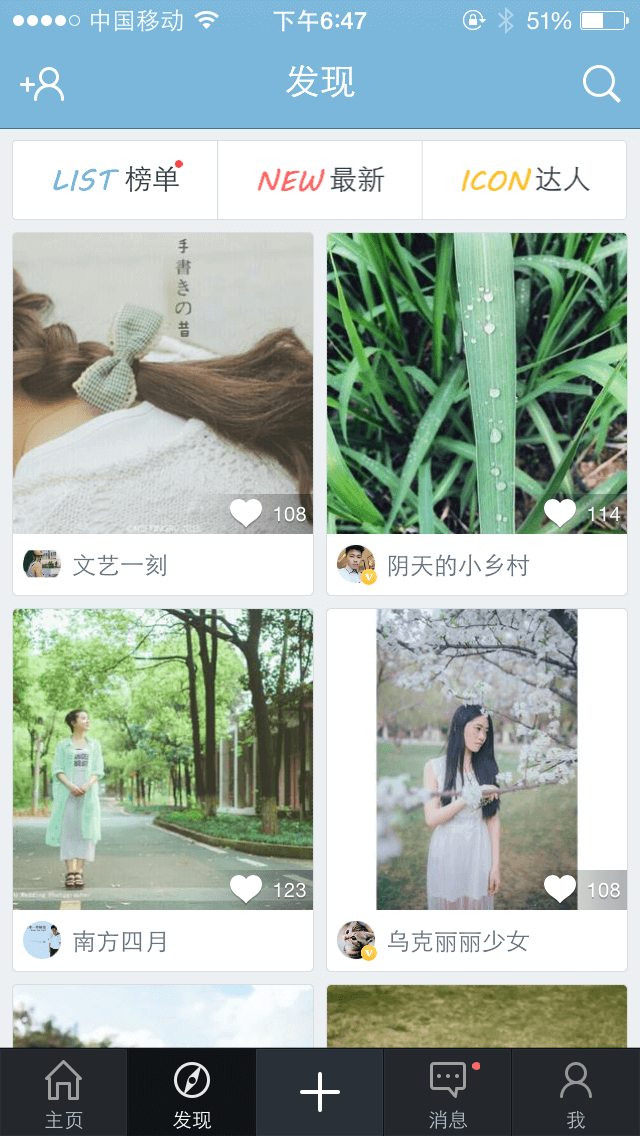 中国移动 下午6:47 51%
发现
LIST 榜单 NEW 最新 ICON 达人
手書きの昔
108
114
文艺一刻
阴天的小乡村
123
108
南方四月
乌克丽丽少女
主页 发现 消息 我